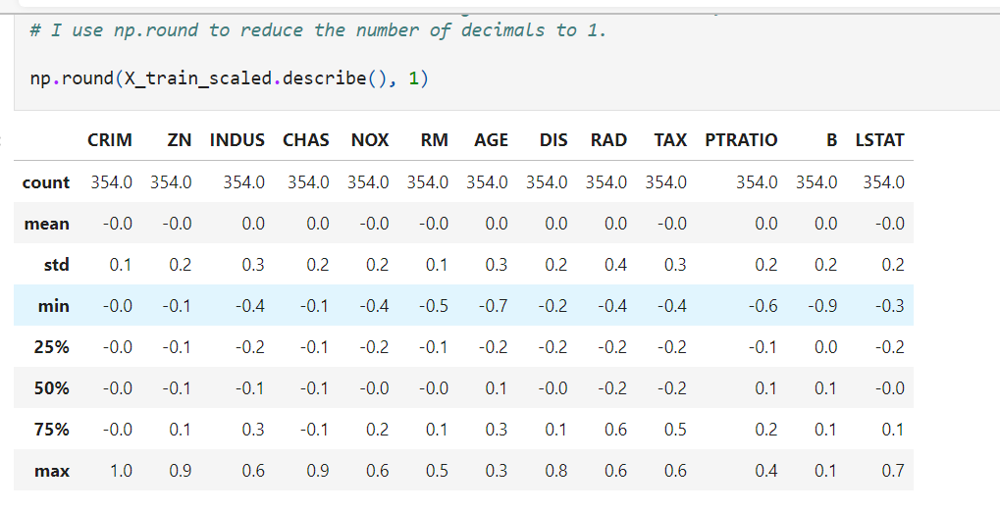 # I use np.round to reduce the number of decimals to 1.
np.round(X_train_scaled.describe(), 1)
CRIM ZN INDUS CHAS NOX RM AGE DIS RAD TAX PTRATIO B LSTAT
count 354.0 354.0 354.0 354.0 354.0 354.0 354.0 354.0 354.0 354.0 354.0 354.0 354.0
mean -0.0 -0.0 0.0 0.0 -0.0 -0.0 0.0 0.0 0.0 -0.0 0.0 0.0 -0.0
std 0.1 0.2 0.3 0.2 0.2 0.1 0.3 0.2 0.4 0.3 0.2 0.2 0.2
min -0.0 -0.1 -0.4 -0.1 -0.4 -0.5 -0.7 -0.2 -0.4 -0.4 -0.6 -0.9 -0.3
25% -0.0 -0.1 -0.2 -0.1 -0.2 -0.1 -0.2 -0.2 -0.2 -0.2 -0.1 0.0 -0.2
50% -0.0 -0.1 -0.1 -0.1 -0.0 -0.0 0.1 -0.0 -0.2 -0.2 0.1 0.1 -0.0
75% -0.0 0.1 0.3 -0.1 0.2 0.1 0.3 0.1 0.6 0.5 0.2 0.1 0.1
max 1.0 0.9 0.6 0.9 0.6 0.5 0.3 0.8 0.6 0.6 0.4 0.1 0.7